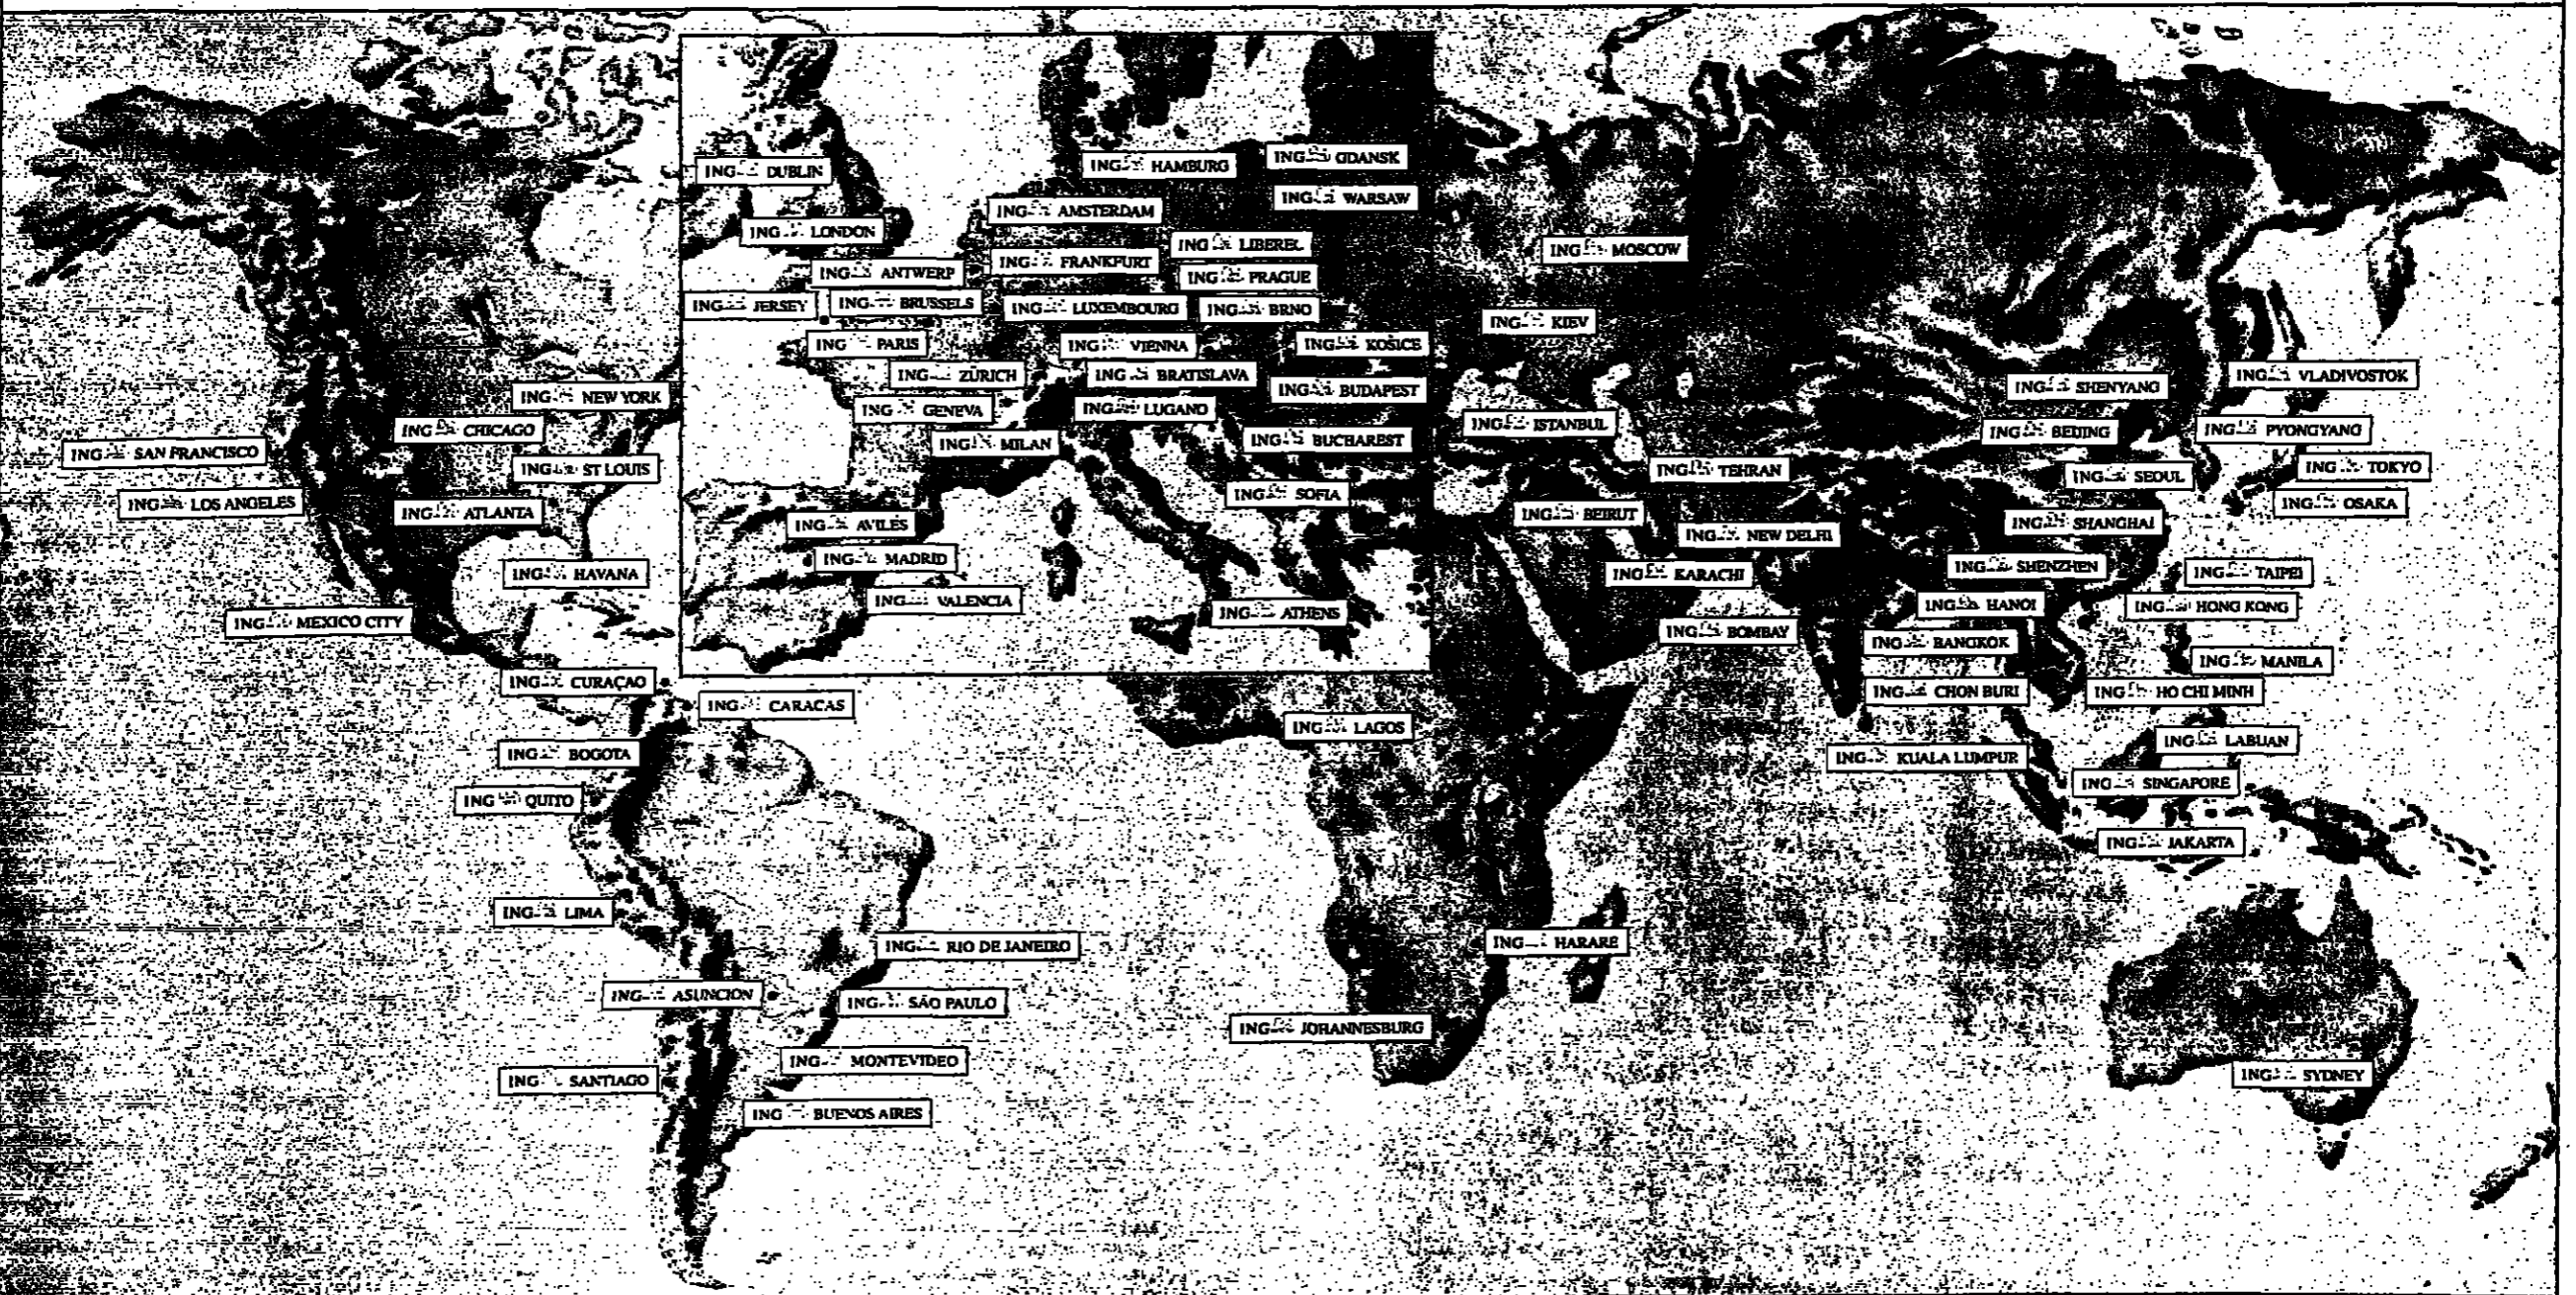 ING DUBLIN
ING HAMBURG
ING GDANSK
ING WARSAW
ING AMSTERDAM
ING LONDON
ING LIBEREC
ING FRANKFURT
ING ANTWERP
ING PRAGUE
ING JERSEY
ING BRUSSELS
ING LUXEMBOURG
ING BRNO
ING PARIS
ING VIENNA
ING KOŠICE
ING ZÜRICH
ING BRATISLAVA
ING BUDAPEST
ING GENEVA
ING LUGANO
ING MILAN
ING BUCHAREST
ING SOFIA
ING AVILÉS
ING MADRID
ING VALENCIA
ING ATHENS
ING NEW YORK
ING CHICAGO
ING SAN FRANCISCO
ING ST LOUIS
ING LOS ANGELES
ING ATLANTA
ING HAVANA
ING MEXICO CITY
ING CURAÇAO
ING CARACAS
ING BOGOTA
ING QUITO
ING LIMA
ING RIO DE JANEIRO
ING ASUNCION
ING SÃO PAULO
ING MONTEVIDEO
ING SANTIAGO
ING BUENOS AIRES
ING LAGOS
ING HARARE
ING JOHANNESBURG
ING MOSCOW
ING KIEV
ING ISTANBUL
ING TEHRAN
ING BEIRUT
ING NEW DELHI
ING KARACHI
ING BOMBAY
ING SHENYANG
ING VLADIVOSTOK
ING BEIJING
ING PYONGYANG
ING SEOUL
ING TOKYO
ING OSAKA
ING SHANGHAI
ING SHENZHEN
ING TAIPEI
ING HANOI
ING HONG KONG
ING BANGKOK
ING MANILA
ING CHON BURI
ING HO CHI MINH
ING LABUAN
ING KUALA LUMPUR
ING SINGAPORE
ING JAKARTA
ING SYDNEY